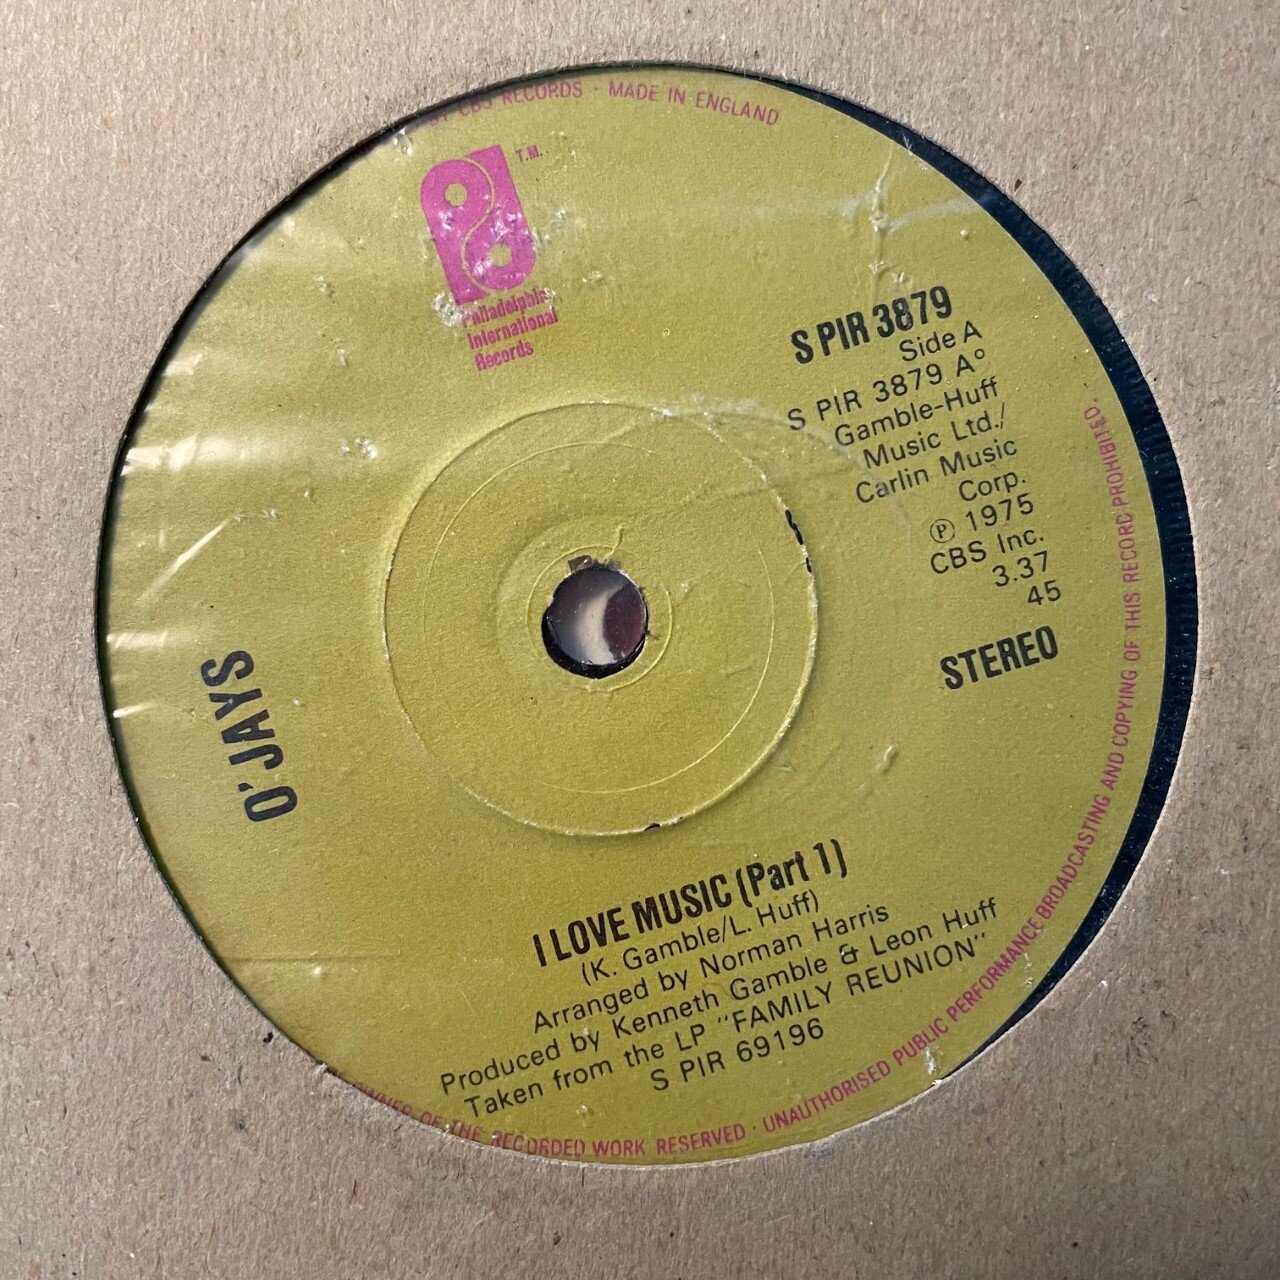 CBS RECORDS · MADE IN ENGLAND
T.M.
Philadelphia
International
Records
S PIR 3879
Side A
S PIR 3879 A°
Gamble-Huff
Music Ltd./
Carlin Music
Corp.
℗ 1975
CBS Inc.
3.37
45
STEREO
O'JAYS
I LOVE MUSIC (Part 1)
(K. Gamble/L. Huff)
Arranged by Norman Harris
Produced by Kenneth Gamble & Leon Huff
Taken from the LP "FAMILY REUNION"
S PIR 69196
OWNER OF THE RECORDED WORK RESERVED · UNAUTHORISED PUBLIC PERFORMANCE BROADCASTING AND COPYING OF THIS RECORD PROHIBITED.